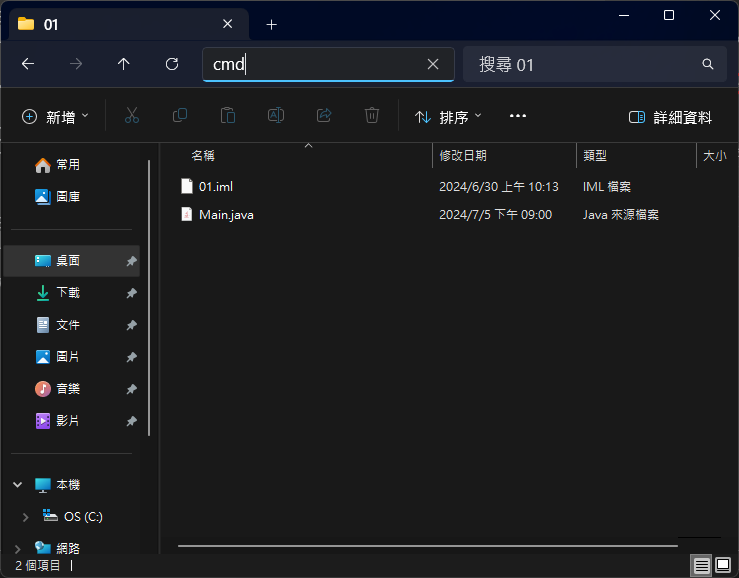 01
cmd
搜尋 01
新增
排序
詳細資料
名稱
修改日期
類型
大小
01.iml
2024/6/30 上午 10:13
IML 檔案
Main.java
2024/7/5 下午 09:00
Java 來源檔案
常用
圖庫
桌面
下載
文件
圖片
音樂
影片
本機
OS (C:)
網路
2 個項目